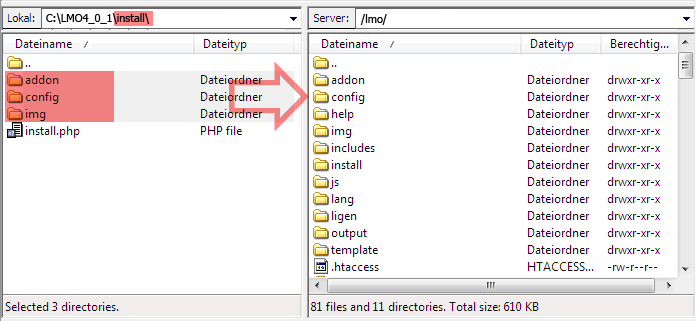 Lokal: C:\LMO4_0_1\install\
Dateiname / Dateityp
..
addon Dateiordner
config Dateiordner
img Dateiordner
install.php PHP file
Selected 3 directories.
Server: /lmo/
Dateiname / Dateityp Berechtig...
..
addon Dateiordner drwxr-xr-x
config Dateiordner drwxr-xr-x
help Dateiordner drwxr-xr-x
img Dateiordner drwxr-xr-x
includes Dateiordner drwxr-xr-x
install Dateiordner drwxr-xr-x
js Dateiordner drwxr-xr-x
lang Dateiordner drwxr-xr-x
ligen Dateiordner drwxr-xr-x
output Dateiordner drwxr-xr-x
template Dateiordner drwxr-xr-x
.htaccess HTACCESS... -rw-r--r--
81 files and 11 directories. Total size: 610 KB